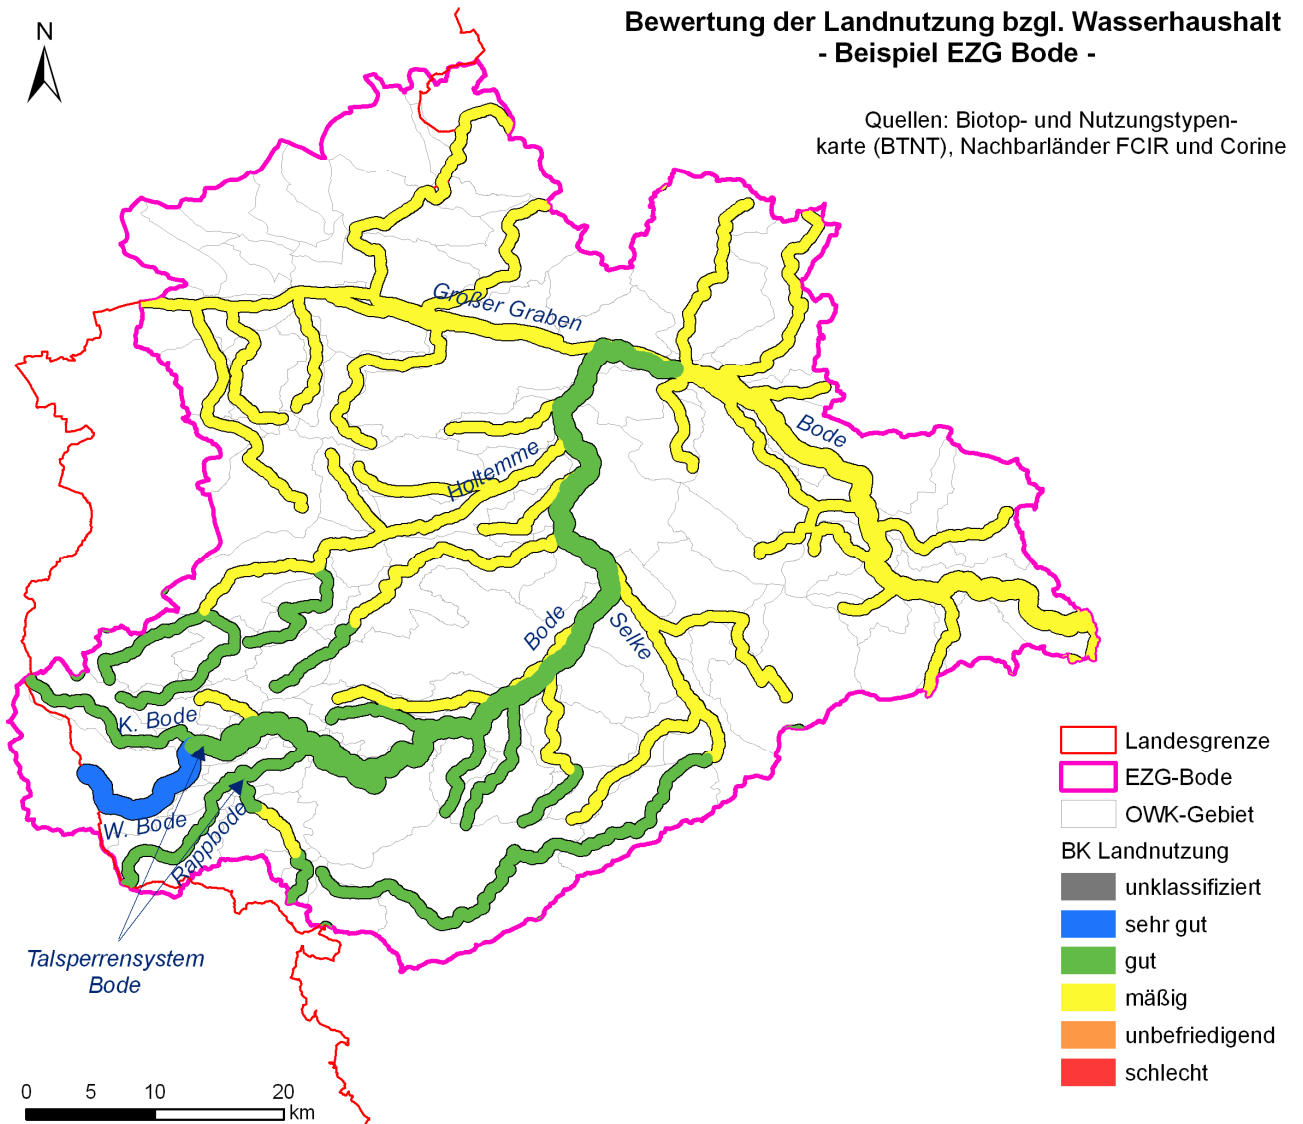 Bewertung der Landnutzung bzgl. Wasserhaushalt
- Beispiel EZG Bode -
N
Quellen: Biotop- und Nutzungstypen-
karte (BTNT), Nachbarländer FCIR und Corine
Großer Graben
Bode
Holtemme
Bode
Selke
K. Bode
W. Bode
Rappbode
Talsperrensystem
Bode
Landesgrenze
EZG-Bode
OWK-Gebiet
BK Landnutzung
unklassifiziert
sehr gut
gut
mäßig
unbefriedigend
schlecht
0 5 10 20
km